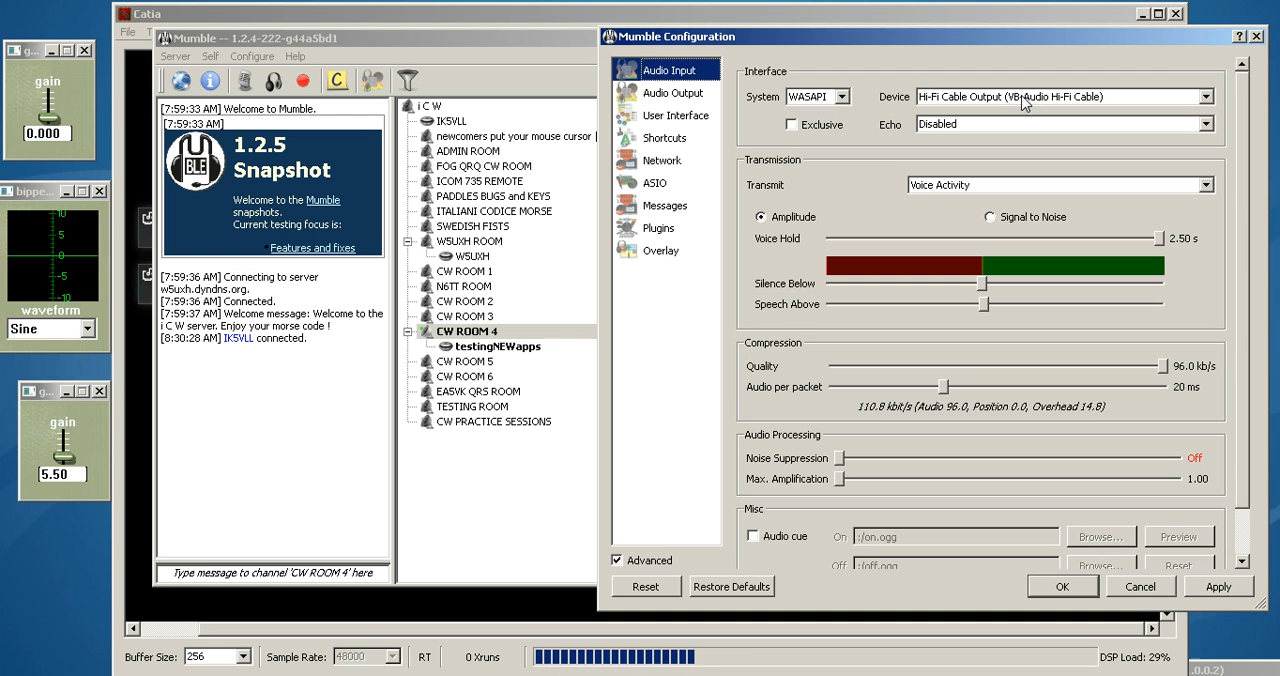 Catia
File
g...
gain
0.000
bippe...
10
5
0
-5
-10
waveform
Sine
g...
gain
5.50
Mumble -- 1.2.4-222-g44a5bd1
Server Self Configure Help
C
[7:59:33 AM] Welcome to Mumble.
[7:59:33 AM]
BLE
1.2.5
Snapshot
Welcome to the Mumble
snapshots.
Current testing focus is:
Features and fixes
[7:59:36 AM] Connecting to server
w5uxh.dyndns.org.
[7:59:36 AM] Connected.
[7:59:37 AM] Welcome message: Welcome to the
i C W server. Enjoy your morse code !
[8:30:28 AM] IK5VLL connected.
Type message to channel 'CW ROOM 4' here
i C W
IK5VLL
newcomers put your mouse cursor
ADMIN ROOM
FOG QRQ CW ROOM
ICOM 735 REMOTE
PADDLES BUGS and KEYS
ITALIANI CODICE MORSE
SWEDISH FISTS
W5UXH ROOM
W5UXH
CW ROOM 1
N6TT ROOM
CW ROOM 2
CW ROOM 3
CW ROOM 4
testingNEWapps
CW ROOM 5
CW ROOM 6
EA5VK QRS ROOM
TESTING ROOM
CW PRACTICE SESSIONS
Mumble Configuration
Audio Input
Audio Output
User Interface
Shortcuts
Network
ASIO
Messages
Plugins
Overlay
Advanced
Reset Restore Defaults
Interface
System WASAPI Device Hi-Fi Cable Output (VB-Audio Hi-Fi Cable)
Exclusive Echo Disabled
Transmission
Transmit Voice Activity
Amplitude Signal to Noise
Voice Hold 2.50 s
Silence Below
Speech Above
Compression
Quality 96.0 kb/s
Audio per packet 20 ms
110.8 kbit/s (Audio 96.0, Position 0.0, Overhead 14.8)
Audio Processing
Noise Suppression Off
Max. Amplification 1.00
Misc
Audio cue On :/on.ogg Browse... Preview
Off :/off.ogg Browse... Reset
OK Cancel Apply
Buffer Size: 256 Sample Rate: 48000 RT 0 Xruns DSP Load: 29%
.0.0.2)